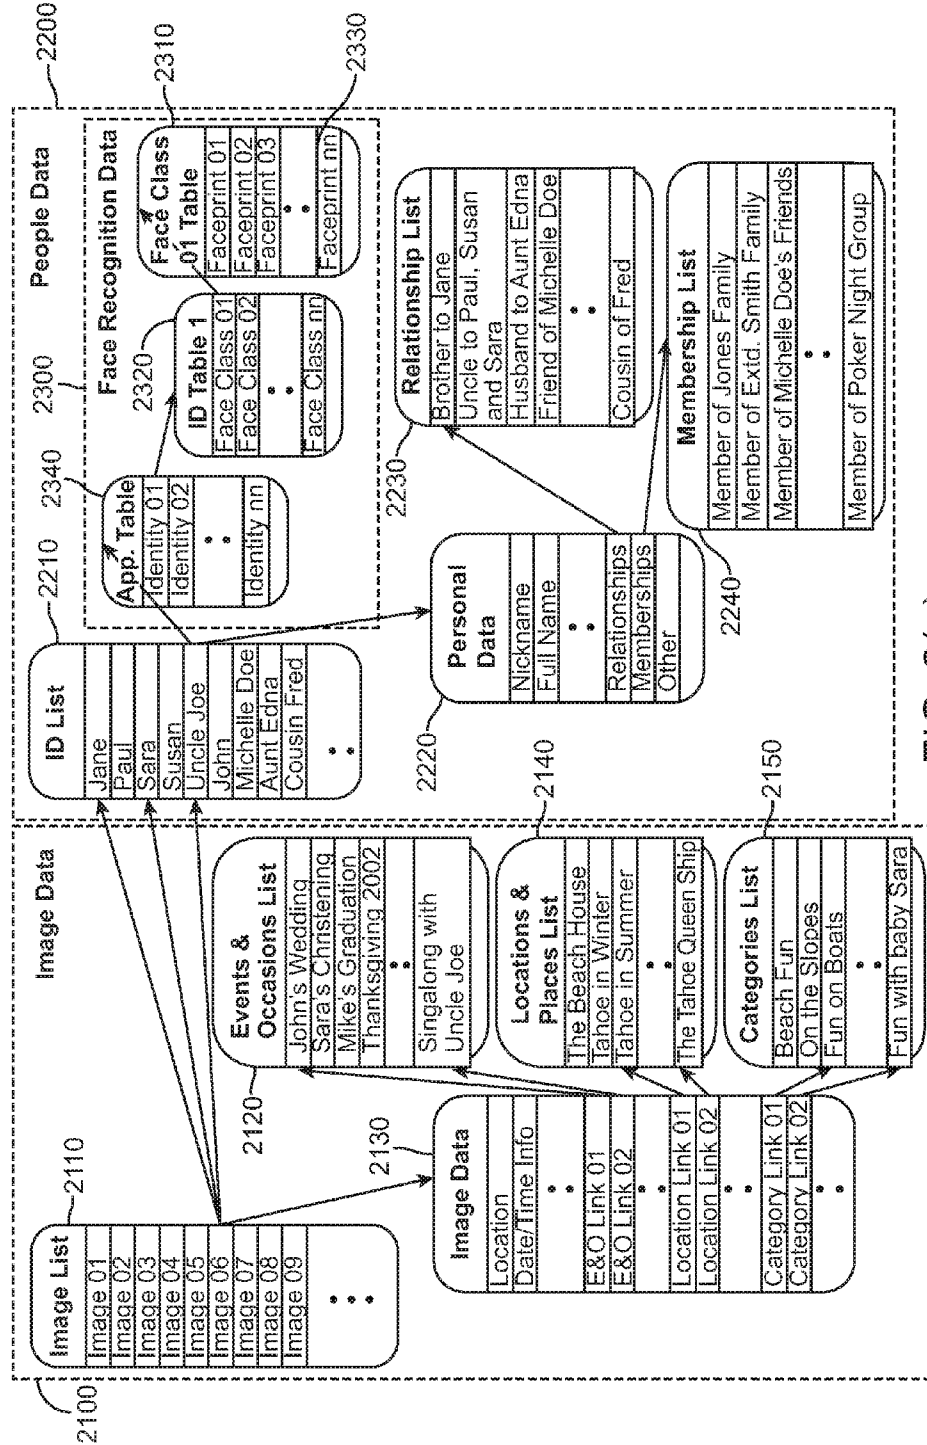 2100
Image Data
2110
Image List
Image 01
Image 02
Image 03
Image 04
Image 05
Image 06
Image 07
Image 08
Image 09
2120
Events &
Occasions List
John's Wedding
Sara's Christening
Mike's Graduation
Thanksgiving 2002
Singalong with
Uncle Joe
2130
Image Data
Location
Date/Time Info
E&O Link 01
E&O Link 02
Location Link 01
Location Link 02
Category Link 01
Category Link 02
2140
Locations &
Places List
The Beach House
Tahoe in Winter
Tahoe in Summer
The Tahoe Queen Ship
2150
Categories List
Beach Fun
On the Slopes
Fun on Boats
Fun with baby Sara
2200
People Data
2210
ID List
Jane
Paul
Sara
Susan
Uncle Joe
John
Michelle Doe
Aunt Edna
Cousin Fred
2300
Face Recognition Data
2340
App. Table
Identity 01
Identity 02
Identity nn
2320
ID Table 1
Face Class 01
Face Class 02
Face Class nn
2310
Face Class
01 Table
Faceprint 01
Faceprint 02
Faceprint 03
Faceprint nn
2330
2220
Personal
Data
Nickname
Full Name
Relationships
Memberships
Other
2230
Relationship List
Brother to Jane
Uncle to Paul, Susan
and Sara
Husband to Aunt Edna
Friend of Michelle Doe
Cousin of Fred
2240
Membership List
Member of Jones Family
Member of Extd. Smith Family
Member of Michelle Doe's Friends
Member of Poker Night Group